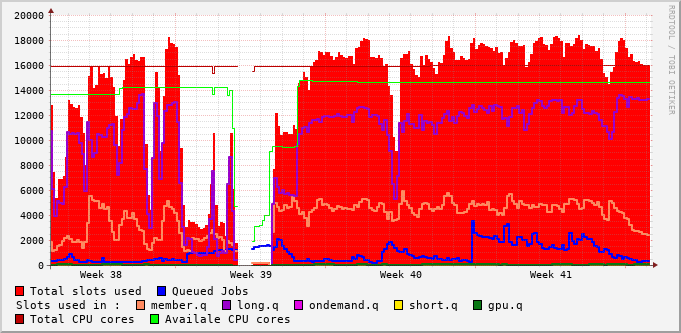 20000
18000
16000
14000
12000
10000
8000
6000
4000
2000
0
Week 38 Week 39 Week 40 Week 41
RRDTOOL / TOBI OETIKER
Total slots used Queued Jobs
Slots used in : member.q long.q ondemand.q short.q gpu.q
Total CPU cores Availale CPU cores